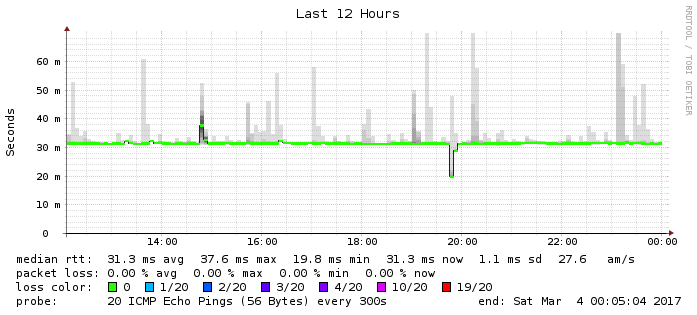 Last 12 Hours
RRDTOOL / TOBI OETIKER
Seconds
60 m
50 m
40 m
30 m
20 m
10 m
0
14:00 16:00 18:00 20:00 22:00 00:00
median rtt: 31.3 ms avg 37.6 ms max 19.8 ms min 31.3 ms now 1.1 ms sd 27.6 am/s
packet loss: 0.00 % avg 0.00 % max 0.00 % min 0.00 % now
loss color: 0 1/20 2/20 3/20 4/20 10/20 19/20
probe: 20 ICMP Echo Pings (56 Bytes) every 300s end: Sat Mar 4 00:05:04 2017